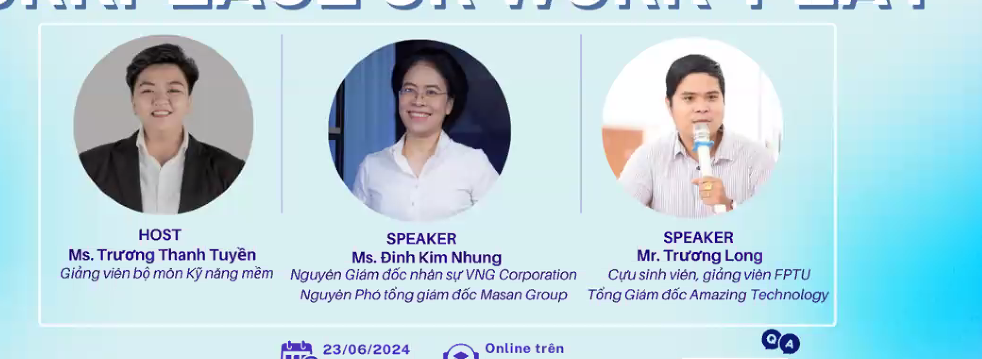 HOST
Ms. Trương Thanh Tuyền
Giảng viên bộ môn Kỹ năng mềm
SPEAKER
Ms. Đinh Kim Nhung
Nguyên Giám đốc nhân sự VNG Corporation
Nguyên Phó tổng giám đốc Masan Group
SPEAKER
Mr. Trương Long
Cựu sinh viên, giảng viên FPTU
Tổng Giám đốc Amazing Technology
23/06/2024
Online trên
Q A